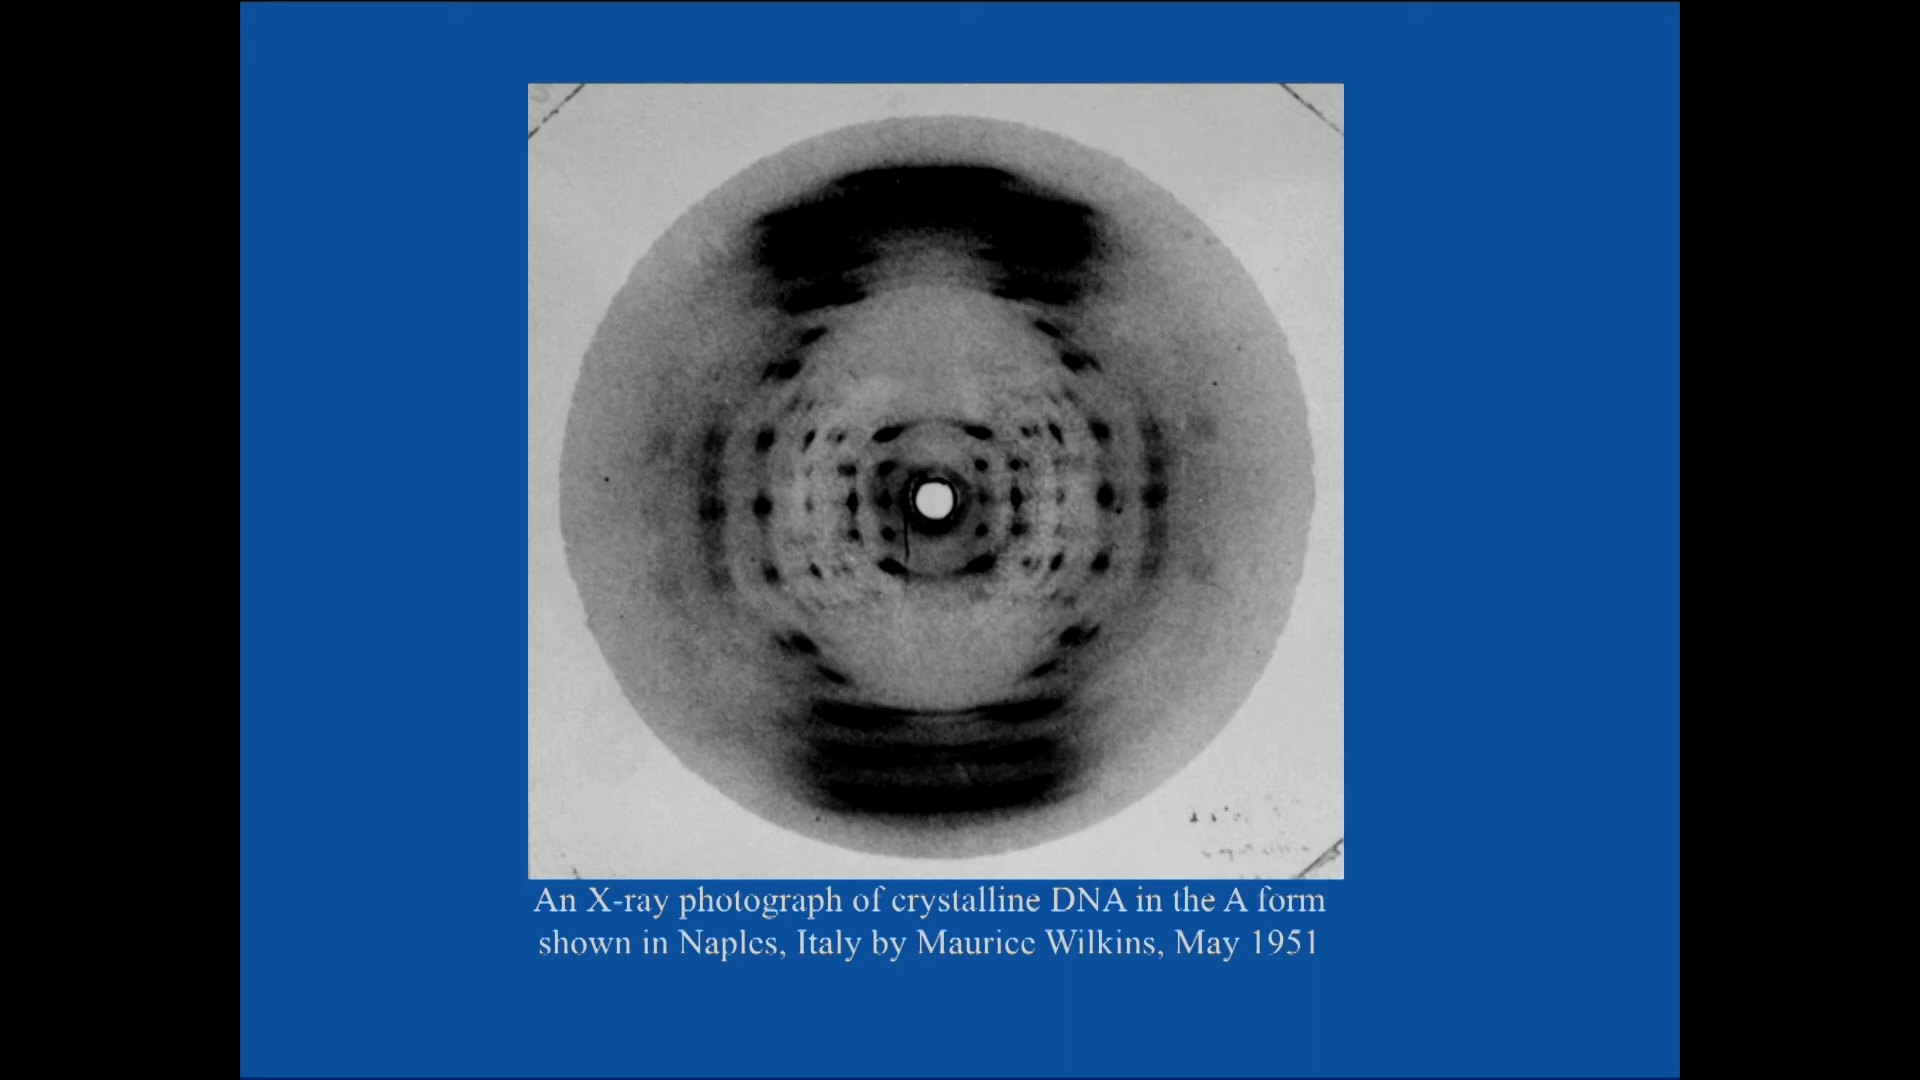 An X-ray photograph of crystalline DNA in the A form
shown in Naples, Italy by Maurice Wilkins, May 1951